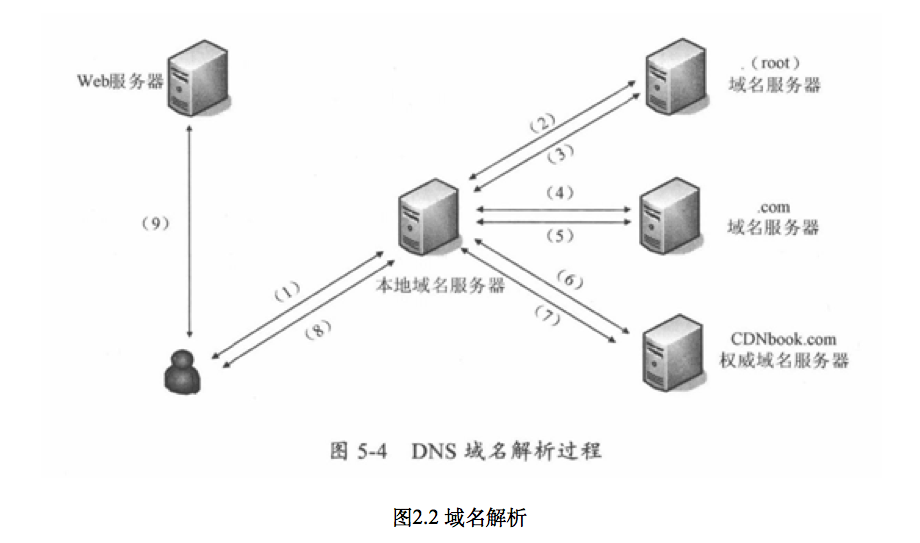 Web服务器
.（root）
域名服务器
（2）
（3）
（4）
.com
域名服务器
（5）
（9）
本地域名服务器
（1）
（6）
（8）
（7）
CDNbook.com
权威域名服务器
图 5-4 DNS 域名解析过程
图2.2 域名解析